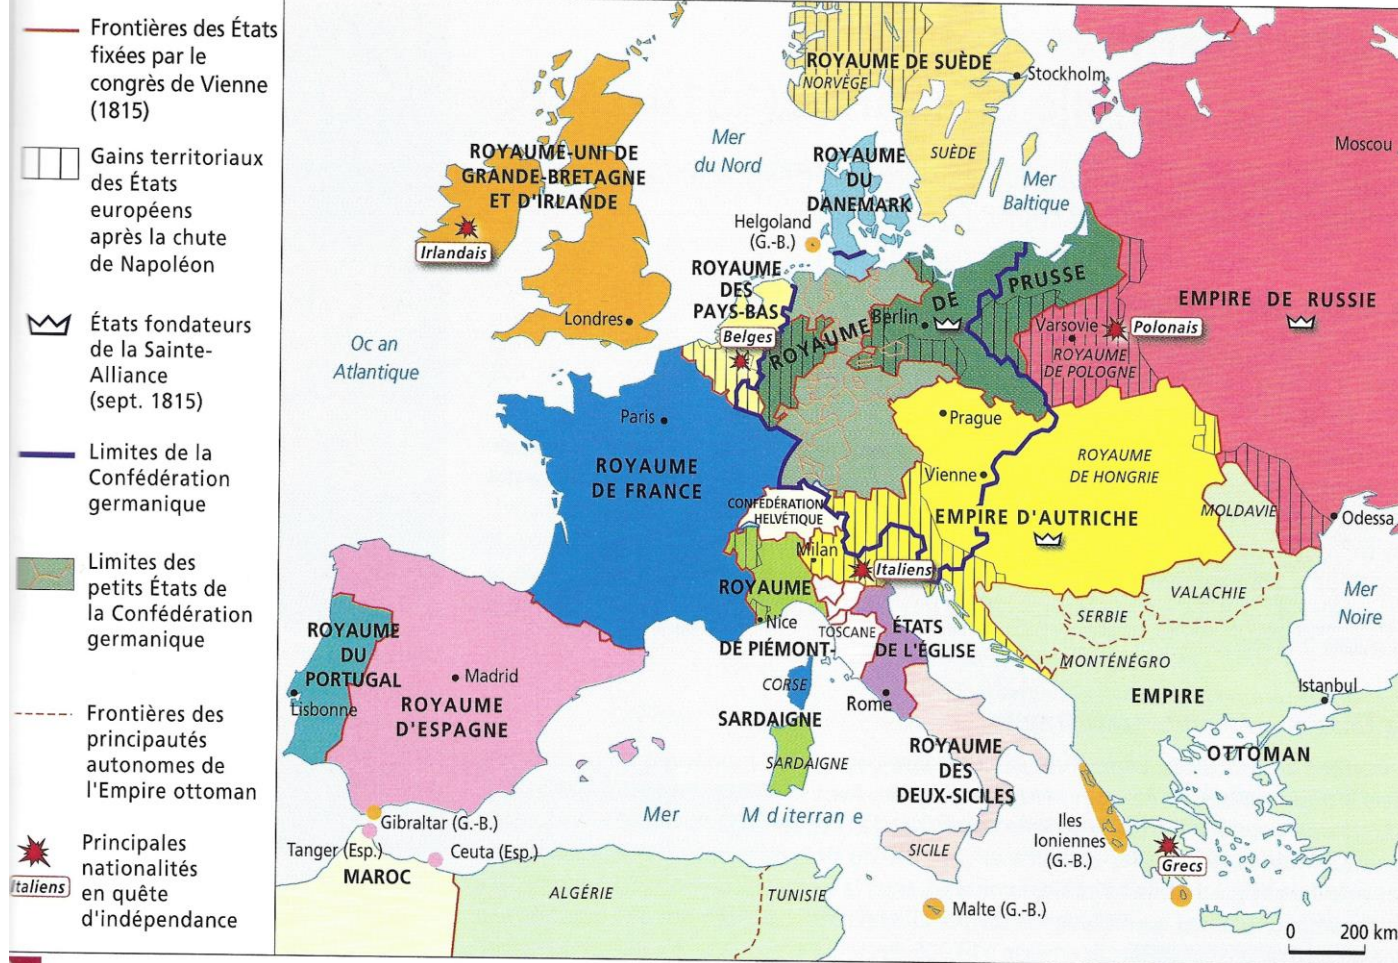 Frontières des États
fixées par le
congrès de Vienne
(1815)
Gains territoriaux
des États
européens
après la chute
de Napoléon
États fondateurs
de la Sainte-
Alliance
(sept. 1815)
Limites de la
Confédération
germanique
Limites des
petits États de
la Confédération
germanique
Frontières des
principautés
autonomes de
l'Empire ottoman
Principales
nationalités
en quête
d'indépendance
Italiens
ROYAUME DE SUÈDE
NORVÈGE
Stockholm
SUÈDE
Moscou
Mer
du Nord
ROYAUME-UNI DE
GRANDE-BRETAGNE
ET D'IRLANDE
Irlandais
Londres
ROYAUME
DU
DANEMARK
Mer
Baltique
Helgoland
(G.-B.)
ROYAUME
DES
PAYS-BAS
Belges
ROYAUME DE PRUSSE
Berlin
EMPIRE DE RUSSIE
Varsovie
Polonais
ROYAUME
DE POLOGNE
Oc an
Atlantique
Paris
ROYAUME
DE FRANCE
Prague
Vienne
ROYAUME
DE HONGRIE
CONFÉDÉRATION
HELVÉTIQUE
EMPIRE D'AUTRICHE
MOLDAVIE
Odessa
Milan
Italiens
ROYAUME
DE PIÉMONT-
SARDAIGNE
Nice
TOSCANE
ÉTATS
DE L'ÉGLISE
VALACHIE
SERBIE
MONTÉNÉGRO
Mer
Noire
ROYAUME
DU
PORTUGAL
Lisbonne
Madrid
ROYAUME
D'ESPAGNE
CORSE
Rome
SARDAIGNE
EMPIRE
OTTOMAN
Istanbul
ROYAUME
DES
DEUX-SICILES
SICILE
Mer M d iterran e
Gibraltar (G.-B.)
Tanger (Esp.)
Ceuta (Esp.)
MAROC
ALGÉRIE
TUNISIE
Malte (G.-B.)
Iles
Ioniennes
(G.-B.)
Grecs
0 200 km